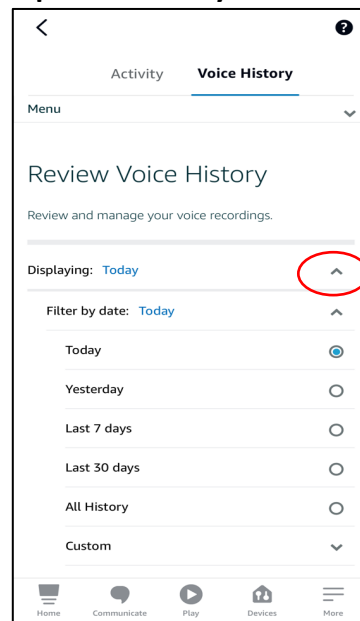 ?
Activity Voice History
Menu
Review Voice History
Review and manage your voice recordings.
Displaying: Today
Filter by date: Today
Today
Yesterday
Last 7 days
Last 30 days
All History
Custom
Home Communicate Play Devices More